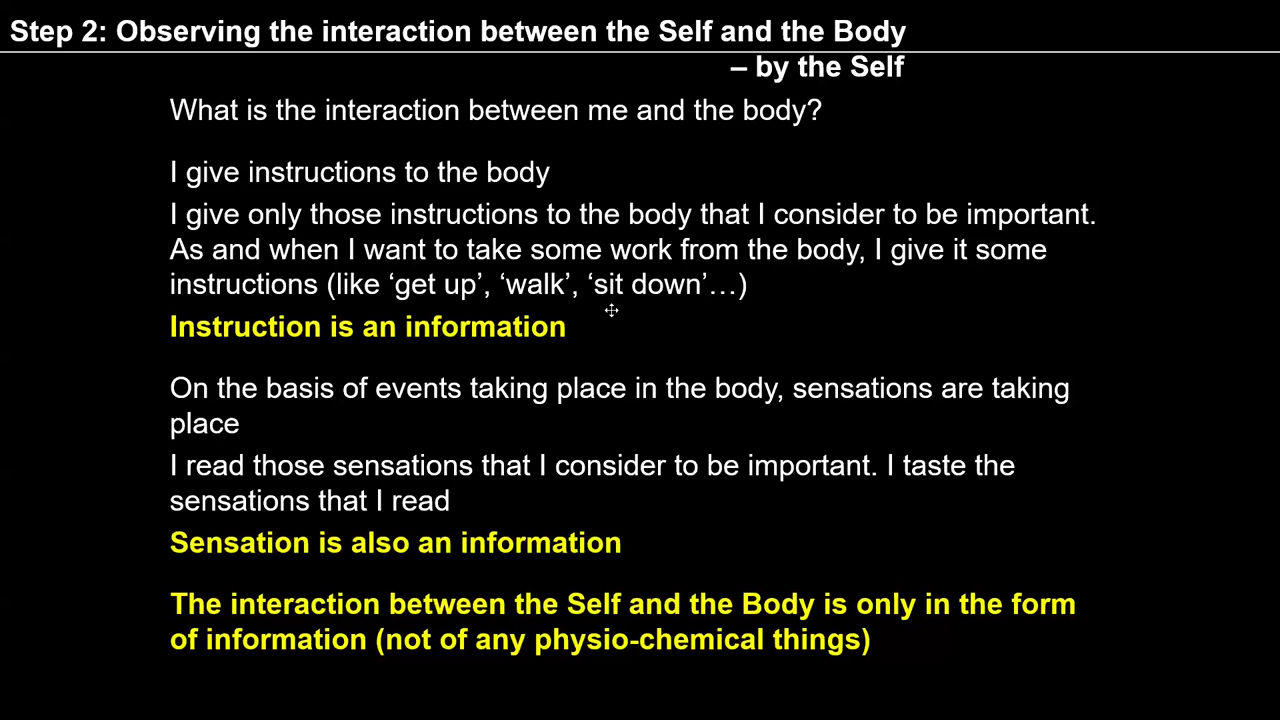 Step 2: Observing the interaction between the Self and the Body
– by the Self
What is the interaction between me and the body?
I give instructions to the body
I give only those instructions to the body that I consider to be important.
As and when I want to take some work from the body, I give it some
instructions (like ‘get up’, ‘walk’, ‘sit down’…)
Instruction is an information
On the basis of events taking place in the body, sensations are taking
place
I read those sensations that I consider to be important. I taste the
sensations that I read
Sensation is also an information
The interaction between the Self and the Body is only in the form
of information (not of any physio-chemical things)